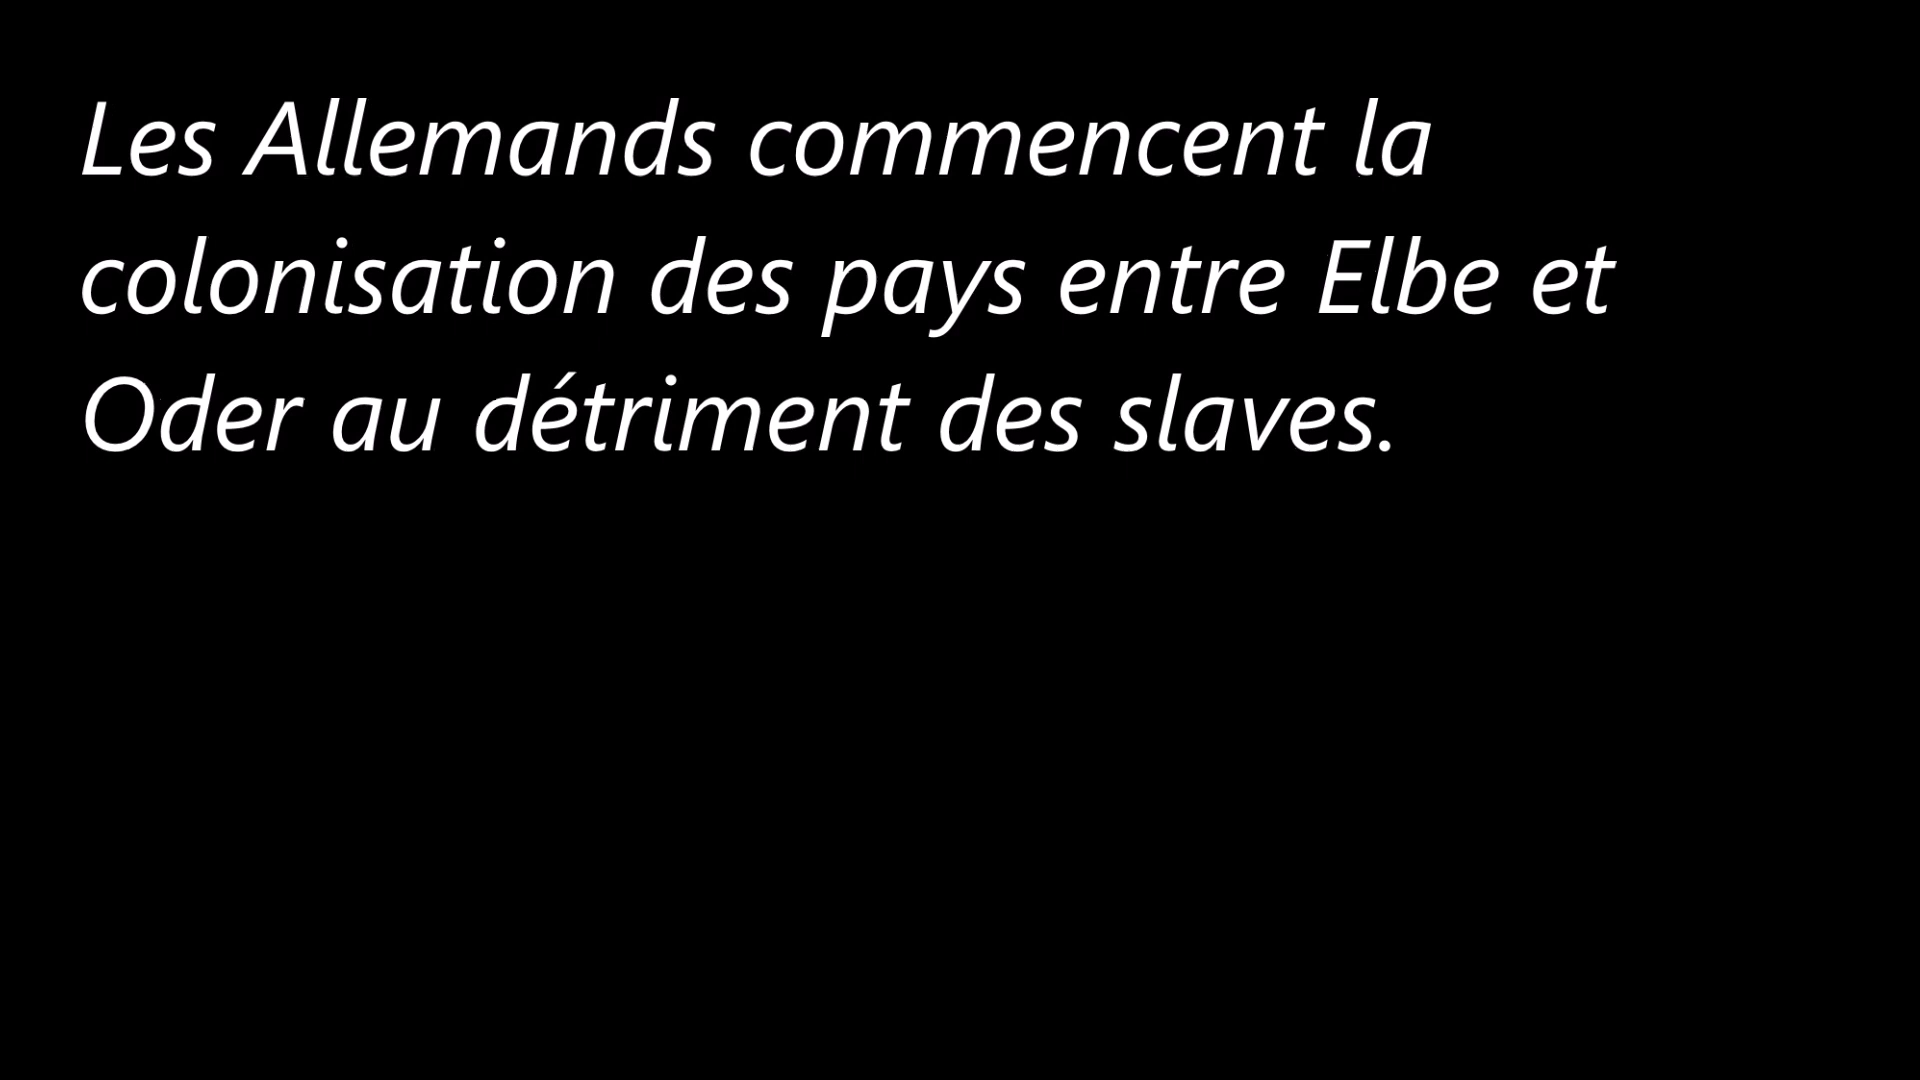 Les Allemands commencent la
colonisation des pays entre Elbe et
Oder au détriment des slaves.